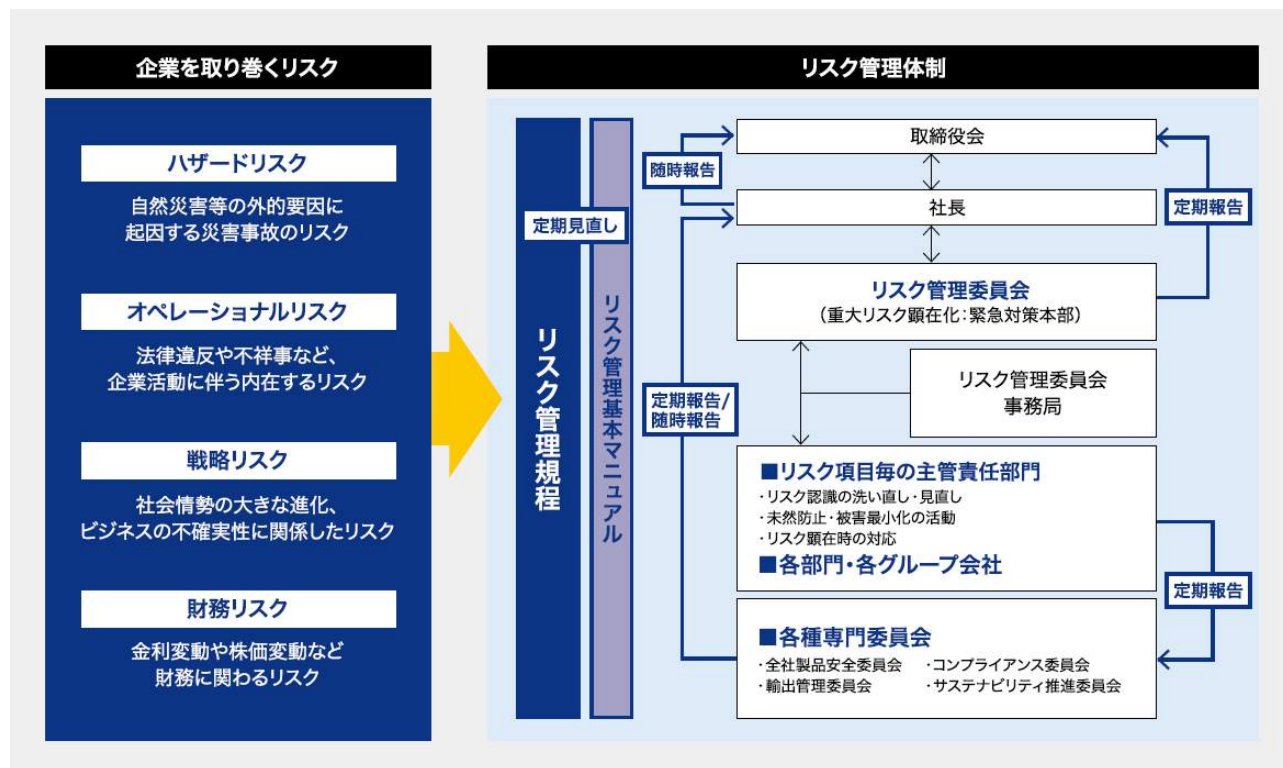 企業を取り巻くリスク
ハザードリスク
自然災害等の外的要因に
起因する災害事故のリスク
オペレーショナルリスク
法律違反や不祥事など、
企業活動に伴う内在するリスク
戦略リスク
社会情勢の大きな進化、
ビジネスの不確実性に関係したリスク
財務リスク
金利変動や株価変動など
財務に関わるリスク
リスク管理体制
リスク管理規程
リスク管理基本マニュアル
定期見直し
随時報告
定期報告/
随時報告
取締役会
社長
リスク管理委員会
(重大リスク顕在化:緊急対策本部)
定期報告
リスク管理委員会
事務局
■リスク項目毎の主管責任部門
・リスク認識の洗い直し・見直し
・未然防止・被害最小化の活動
・リスク顕在時の対応
■各部門・各グループ会社
定期報告
■各種専門委員会
・全社製品安全委員会 ・コンプライアンス委員会
・輸出管理委員会 ・サステナビリティ推進委員会